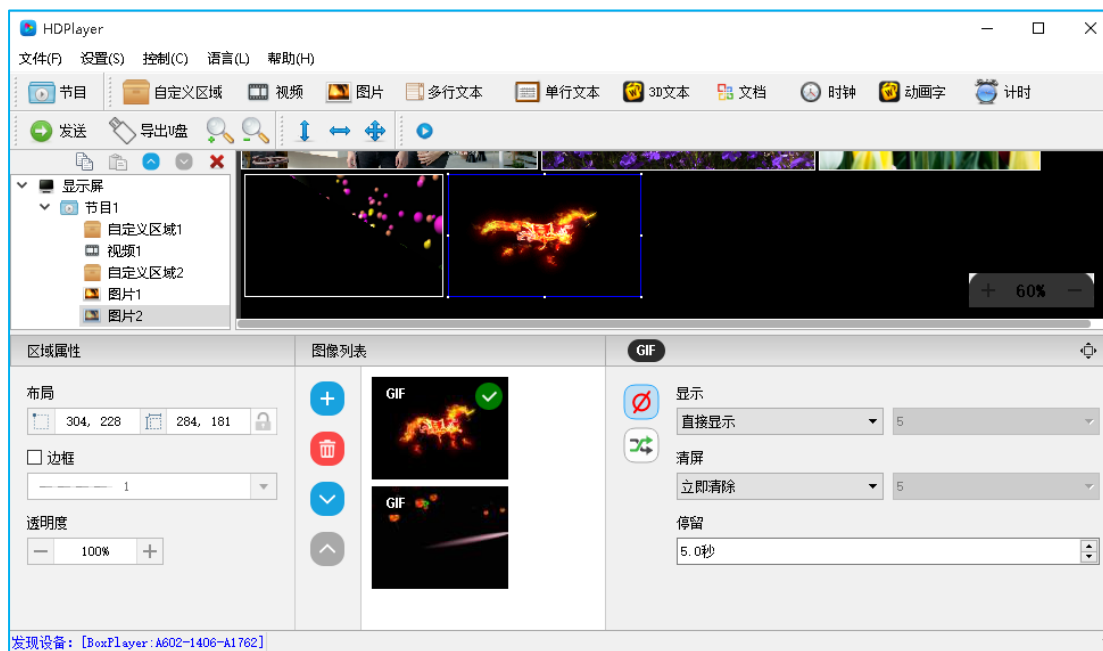 HDPlayer
文件(F) 设置(S) 控制(C) 语言(L) 帮助(H)
节目 自定义区域 视频 图片 多行文本 单行文本 3D文本 文档 时钟 动画字 计时
发送 导出U盘
显示屏
节目1
自定义区域1
视频1
自定义区域2
图片1
图片2
60%
区域属性 图像列表 GIF
布局
304, 228 284, 181
边框
1
透明度
100%
GIF
GIF
显示
直接显示 5
清屏
立即清除 5
停留
5.0秒
发现设备: [BoxPlayer:A602-1406-A1762]